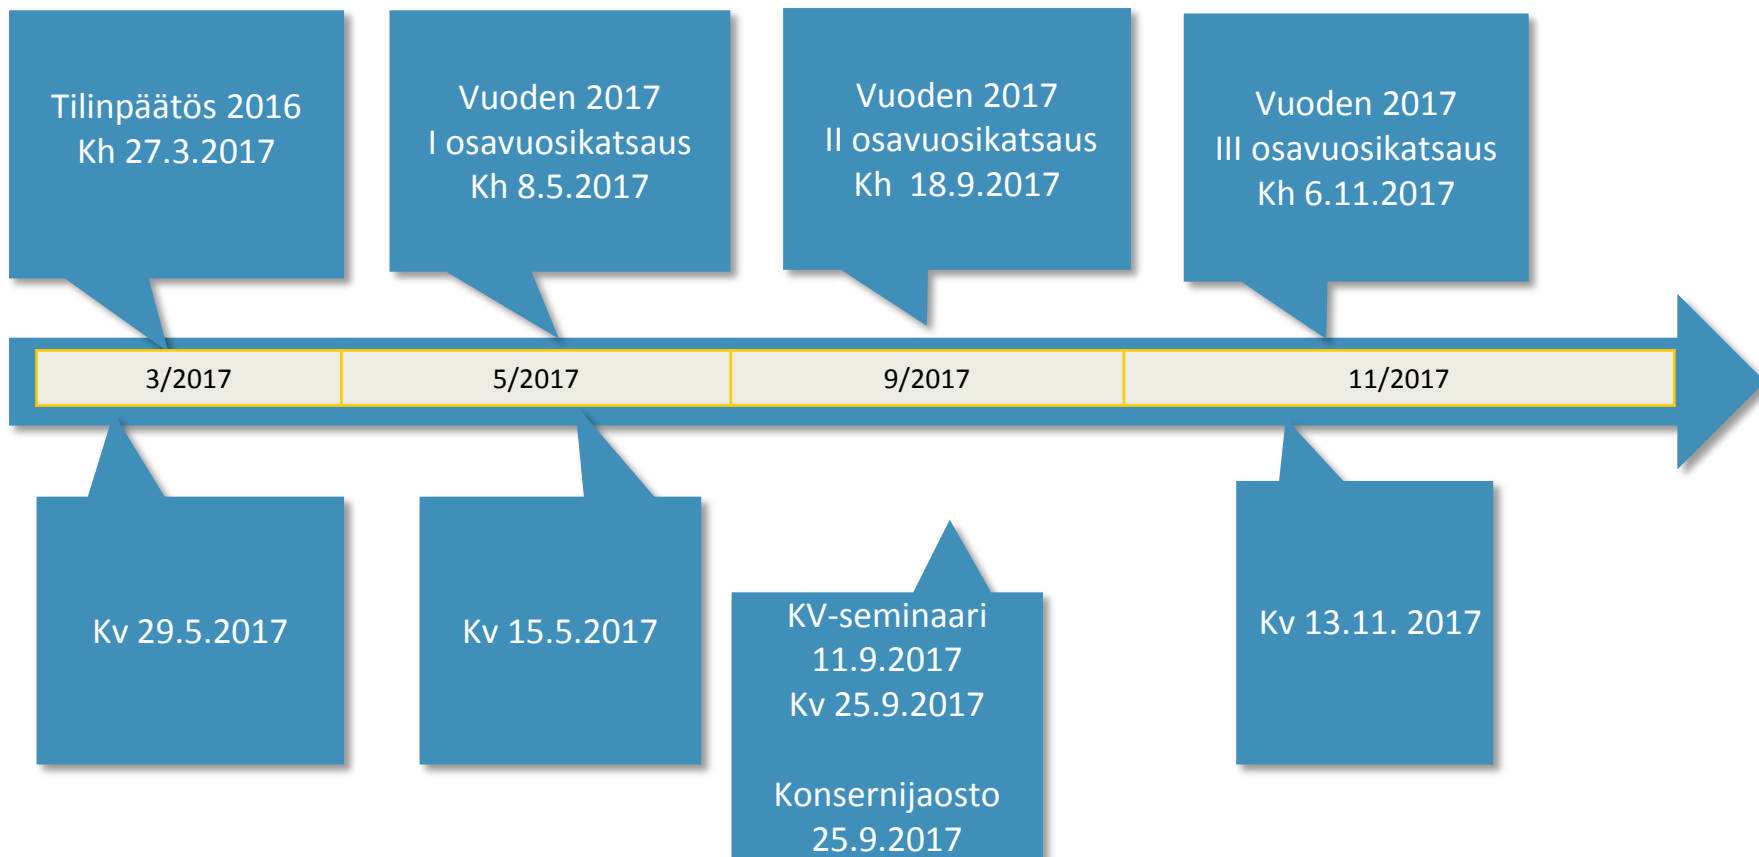 Tilinpäätös 2016
Kh 27.3.2017
Vuoden 2017
I osavuosikatsaus
Kh 8.5.2017
Vuoden 2017
II osavuosikatsaus
Kh  18.9.2017
Vuoden 2017
III osavuosikatsaus
Kh 6.11.2017
3/2017
5/2017
9/2017
11/2017
Kv 29.5.2017
Kv 15.5.2017
KV-seminaari
11.9.2017
Kv 25.9.2017
Konsernijaosto
25.9.2017
Kv 13.11. 2017